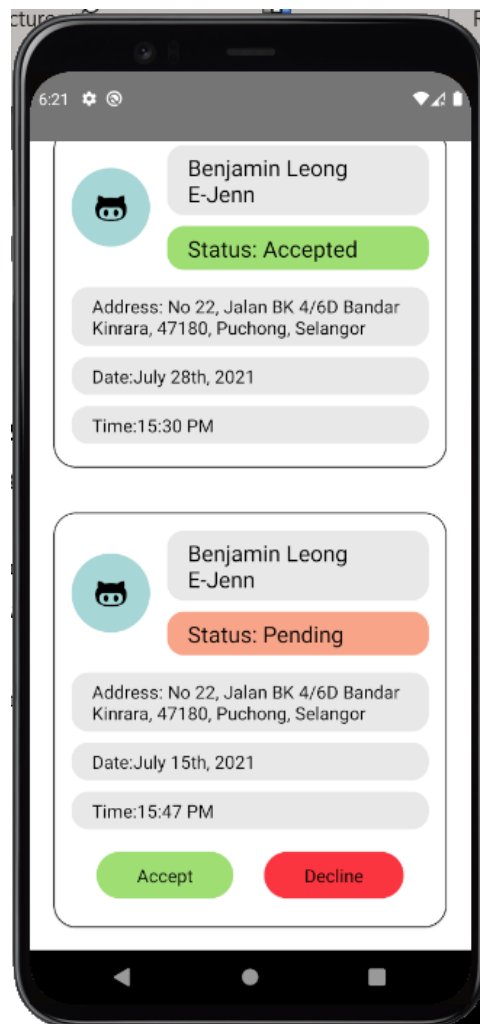 cture
R
6:21
Benjamin Leong
E-Jenn
Status: Accepted
Address: No 22, Jalan BK 4/6D Bandar
Kinrara, 47180, Puchong, Selangor
Date:July 28th, 2021
Time:15:30 PM
Benjamin Leong
E-Jenn
Status: Pending
Address: No 22, Jalan BK 4/6D Bandar
Kinrara, 47180, Puchong, Selangor
Date:July 15th, 2021
Time:15:47 PM
Accept Decline